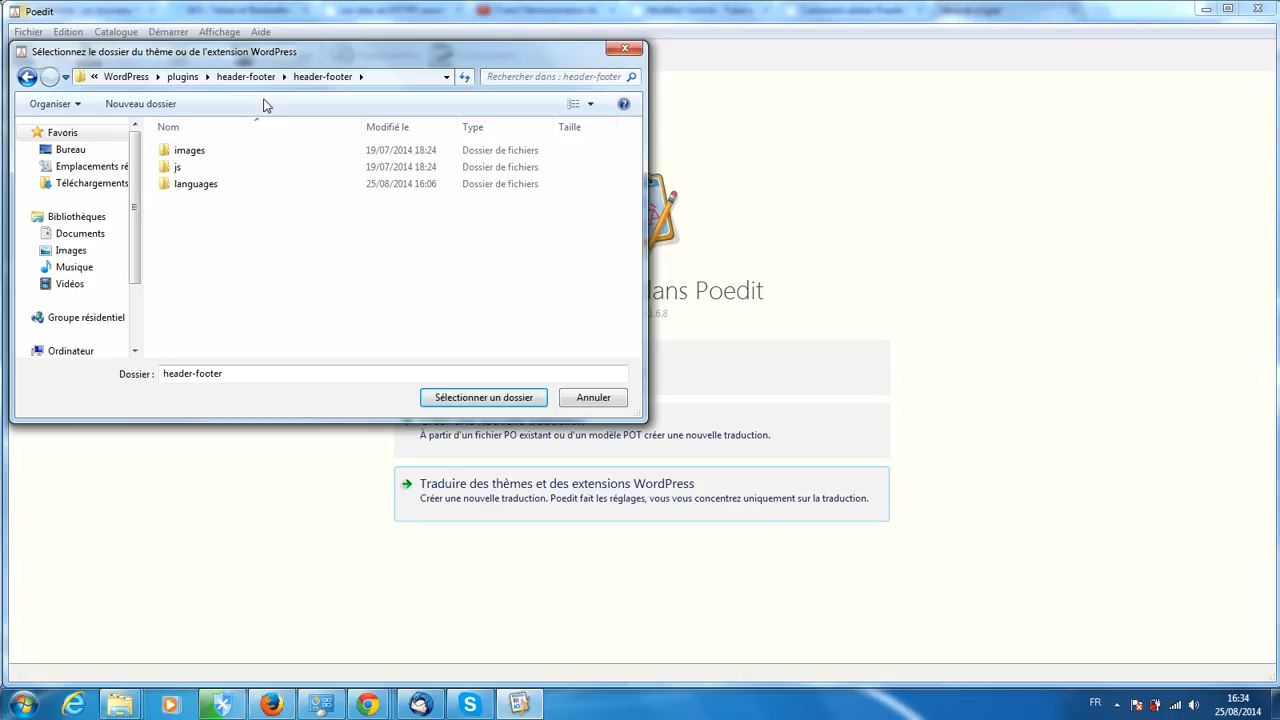 Poedit
Fichier Edition Catalogue Démarrer Affichage Aide
Sélectionnez le dossier du thème ou de l'extension WordPress
« WordPress plugins header-footer header-footer
Rechercher dans : header-footer
Organiser Nouveau dossier
Nom Modifié le Type Taille
Favoris
Bureau
Emplacements ré
Téléchargements
Bibliothèques
Documents
Images
Musique
Vidéos
Groupe résidentiel
Ordinateur
images 19/07/2014 18:24 Dossier de fichiers
js 19/07/2014 18:24 Dossier de fichiers
languages 25/08/2014 16:06 Dossier de fichiers
Dossier : header-footer
Sélectionner un dossier Annuler
ans Poedit
.6.8
À partir d'un fichier PO existant ou d'un modèle POT créer une nouvelle traduction.
Traduire des thèmes et des extensions WordPress
Créer une nouvelle traduction. Poedit fait les réglages, vous vous concentrez uniquement sur la traduction.
FR
16:34
25/08/2014